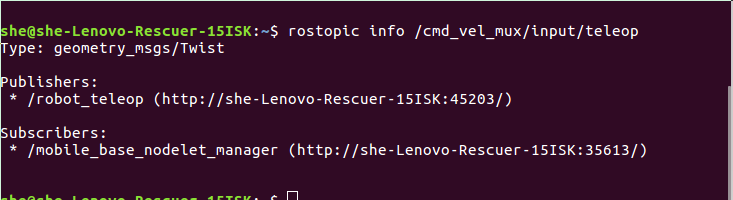 she@she-Lenovo-Rescuer-15ISK:~$ rostopic info /cmd_vel_mux/input/teleop
Type: geometry_msgs/Twist
Publishers:
* /robot_teleop (http://she-Lenovo-Rescuer-15ISK:45203/)
Subscribers:
* /mobile_base_nodelet_manager (http://she-Lenovo-Rescuer-15ISK:35613/)
she@she-Lenovo-Rescuer-15ISK:~$